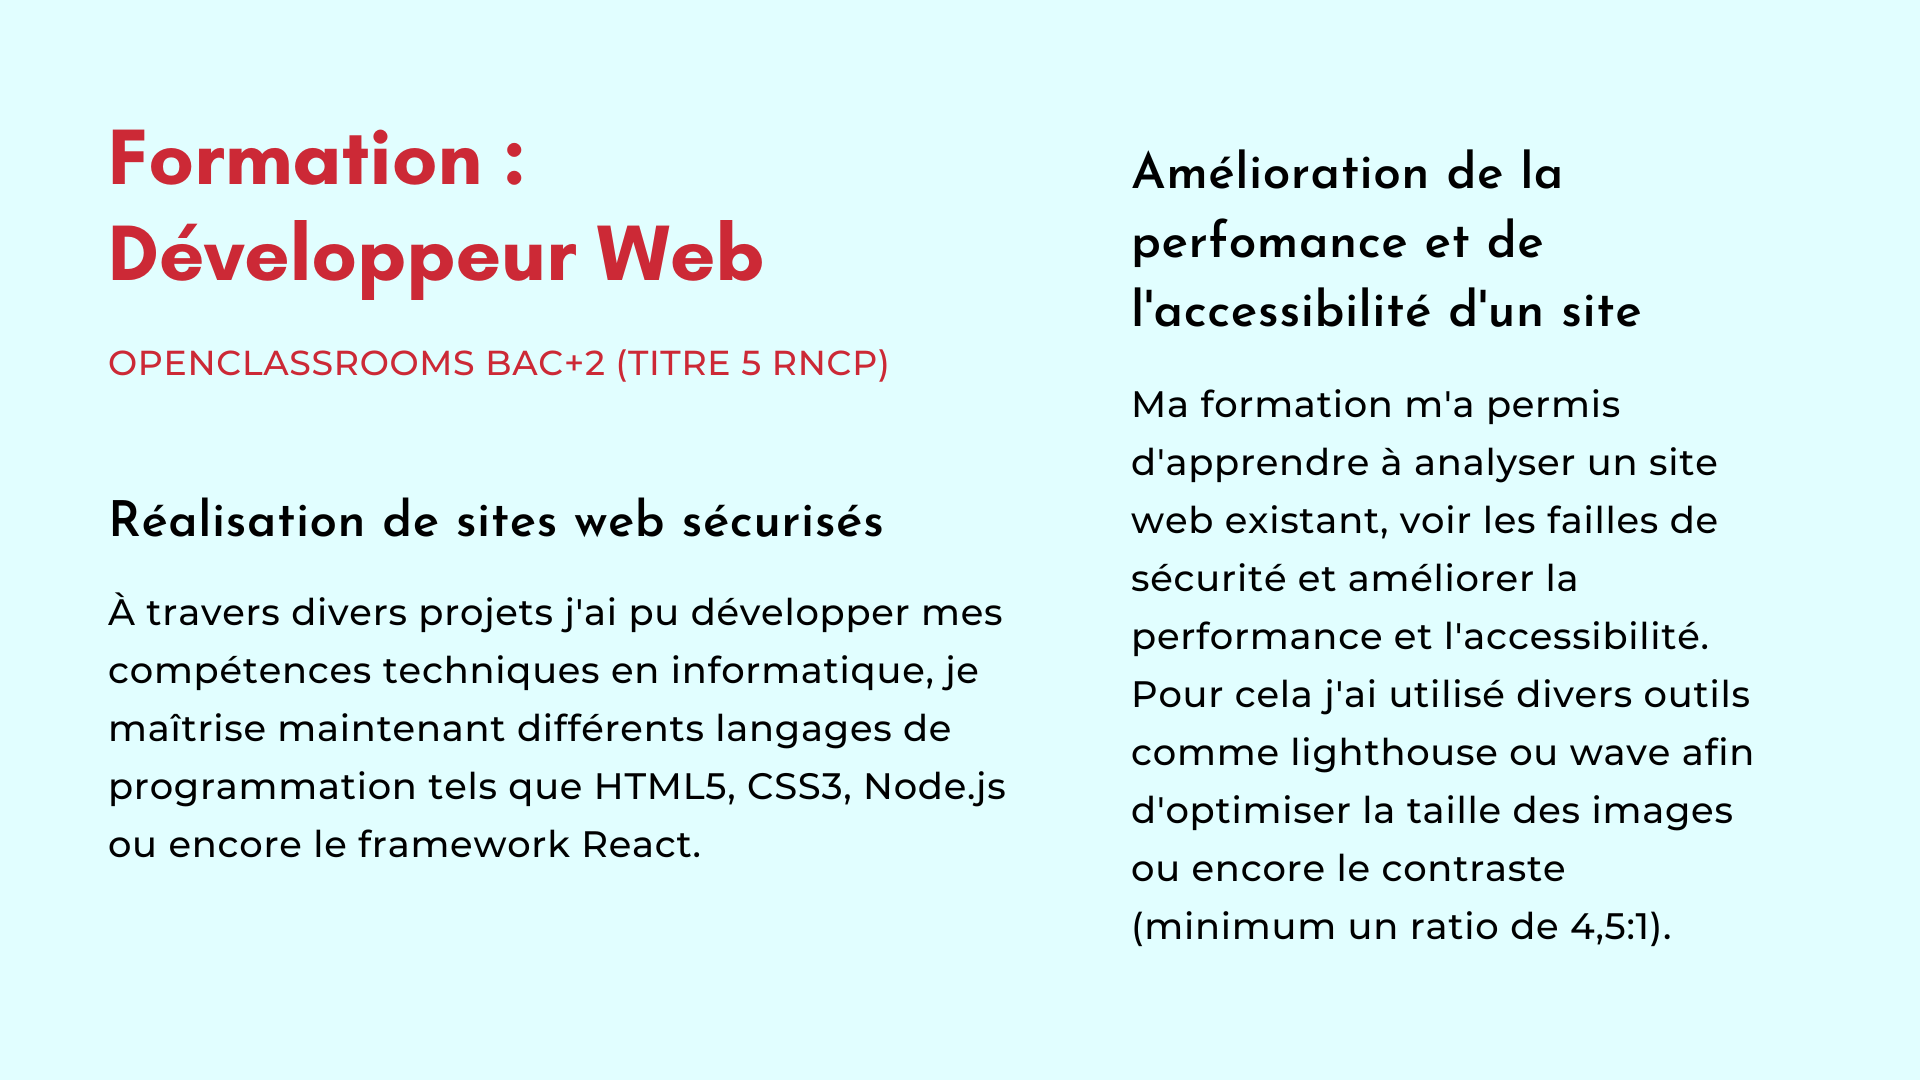 Formation :
Développeur Web
OPENCLASSROOMS BAC+2 (TITRE 5 RNCP)
Réalisation de sites web sécurisés
À travers divers projets j'ai pu développer mes
compétences techniques en informatique, je
maîtrise maintenant différents langages de
programmation tels que HTML5, CSS3, Node.js
ou encore le framework React.
Amélioration de la
perfomance et de
l'accessibilité d'un site
Ma formation m'a permis
d'apprendre à analyser un site
web existant, voir les failles de
sécurité et améliorer la
performance et l'accessibilité.
Pour cela j'ai utilisé divers outils
comme lighthouse ou wave afin
d'optimiser la taille des images
ou encore le contraste
(minimum un ratio de 4,5:1).